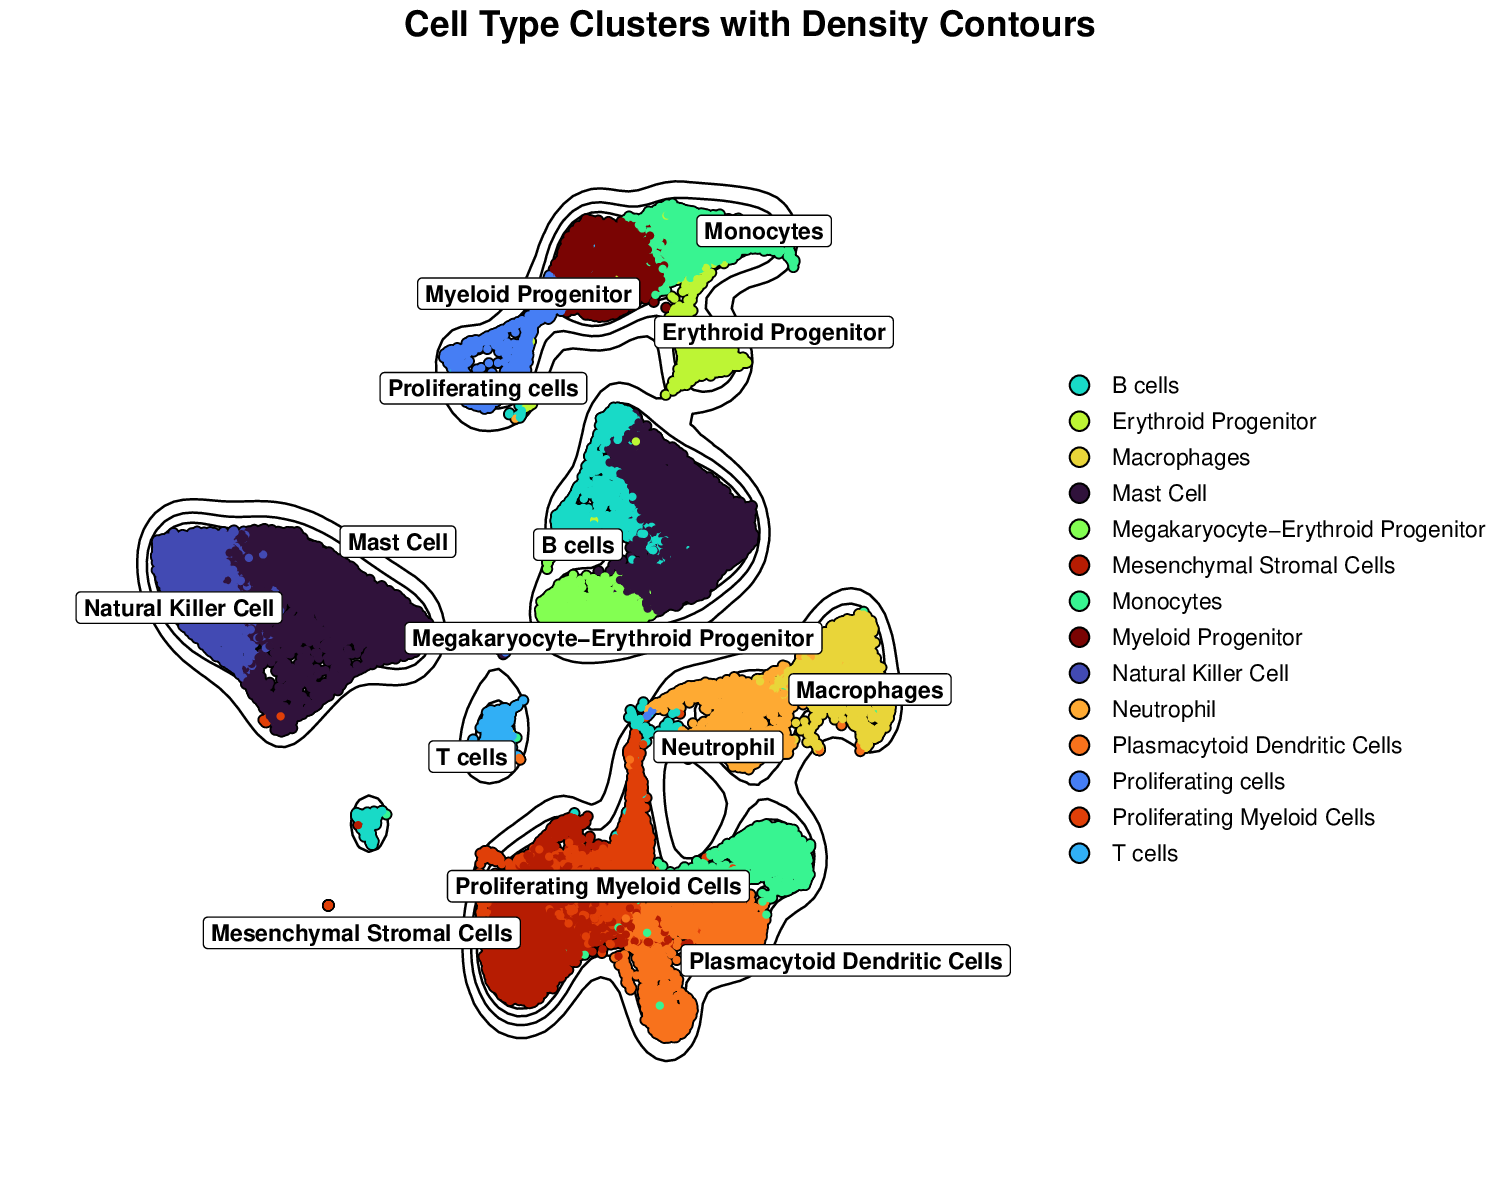 Cell Type Clusters with Density Contours
Monocytes
Myeloid Progenitor
Erythroid Progenitor
Proliferating cells
Mast Cell
B cells
Natural Killer Cell
Megakaryocyte−Erythroid Progenitor
Macrophages
Neutrophil
T cells
Proliferating Myeloid Cells
Mesenchymal Stromal Cells
Plasmacytoid Dendritic Cells
B cells
Erythroid Progenitor
Macrophages
Mast Cell
Megakaryocyte−Erythroid Progenitor
Mesenchymal Stromal Cells
Monocytes
Myeloid Progenitor
Natural Killer Cell
Neutrophil
Plasmacytoid Dendritic Cells
Proliferating cells
Proliferating Myeloid Cells
T cells